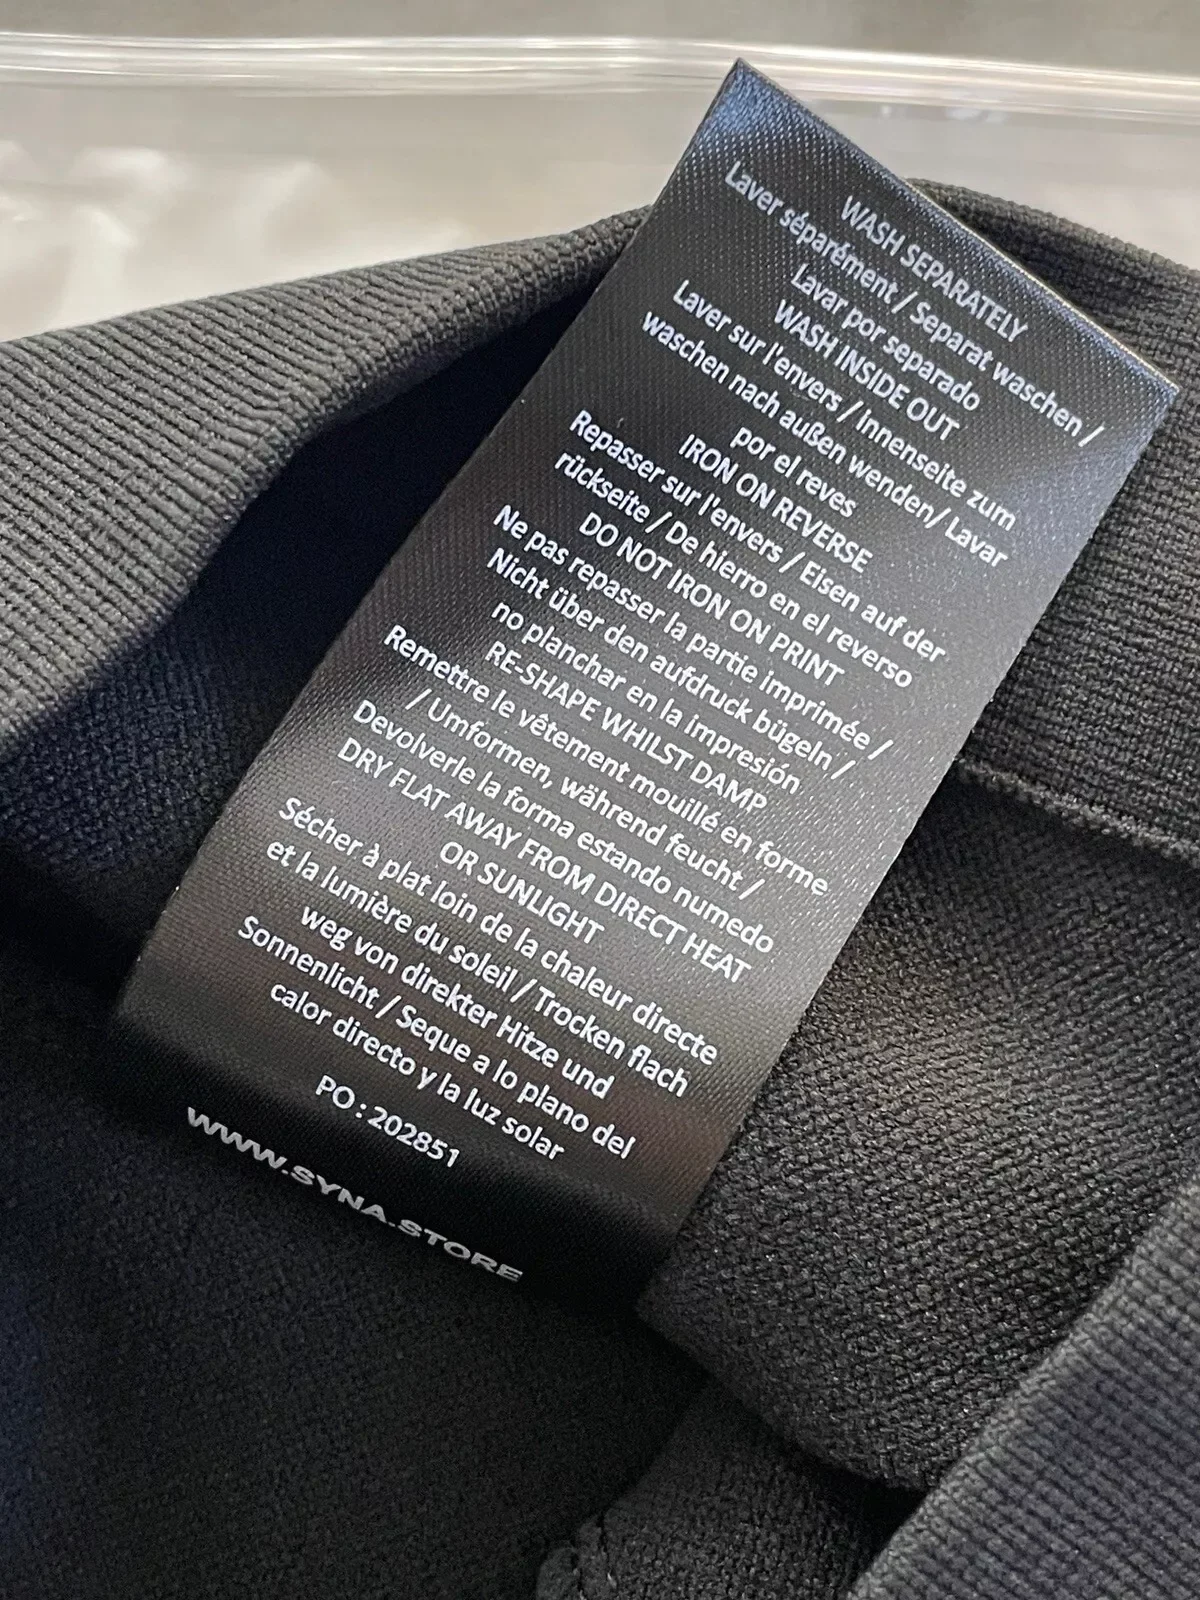 WASH SEPARATELY
Laver séparément / Separat waschen /
Lavar por separado
WASH INSIDE OUT
Laver sur l'envers / innenseite zum
waschen nach außen wenden/ Lavar
por el reves
IRON ON REVERSE
Repasser sur l'envers / Eisen auf der
rückseite / De hierro en el reverso
DO NOT IRON ON PRINT
Ne pas repasser la partie imprimée /
Nicht über den aufdruck bügeln /
no planchar en la impresión
RE-SHAPE WHILST DAMP
Remettre le vêtement mouillé en forme
/ Umformen, während feucht /
Devolverle la forma estando numedo
DRY FLAT AWAY FROM DIRECT HEAT
OR SUNLIGHT
Sécher à plat loin de la chaleur directe
et la lumière du soleil / Trocken flach
weg von direkter Hitze und
Sonnenlicht / Seque a lo plano del
calor directo y la luz solar
PO : 202851
WWW.SYNA.STORE